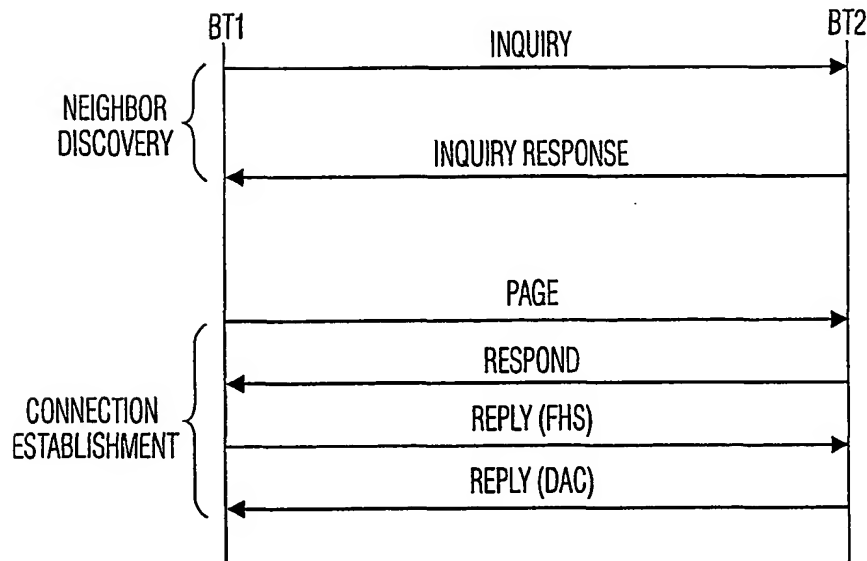 BT1
BT2
INQUIRY
NEIGHBOR
DISCOVERY
INQUIRY RESPONSE
PAGE
RESPOND
CONNECTION
ESTABLISHMENT
REPLY (FHS)
REPLY (DAC)